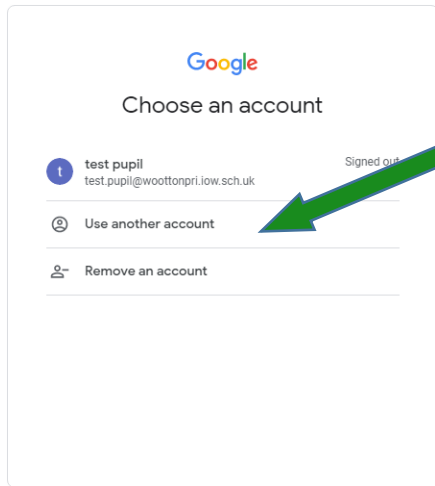 Google
Choose an account
t
test pupil
Signed out
test.pupil@woottonpri.iow.sch.uk
Use another account
Remove an account